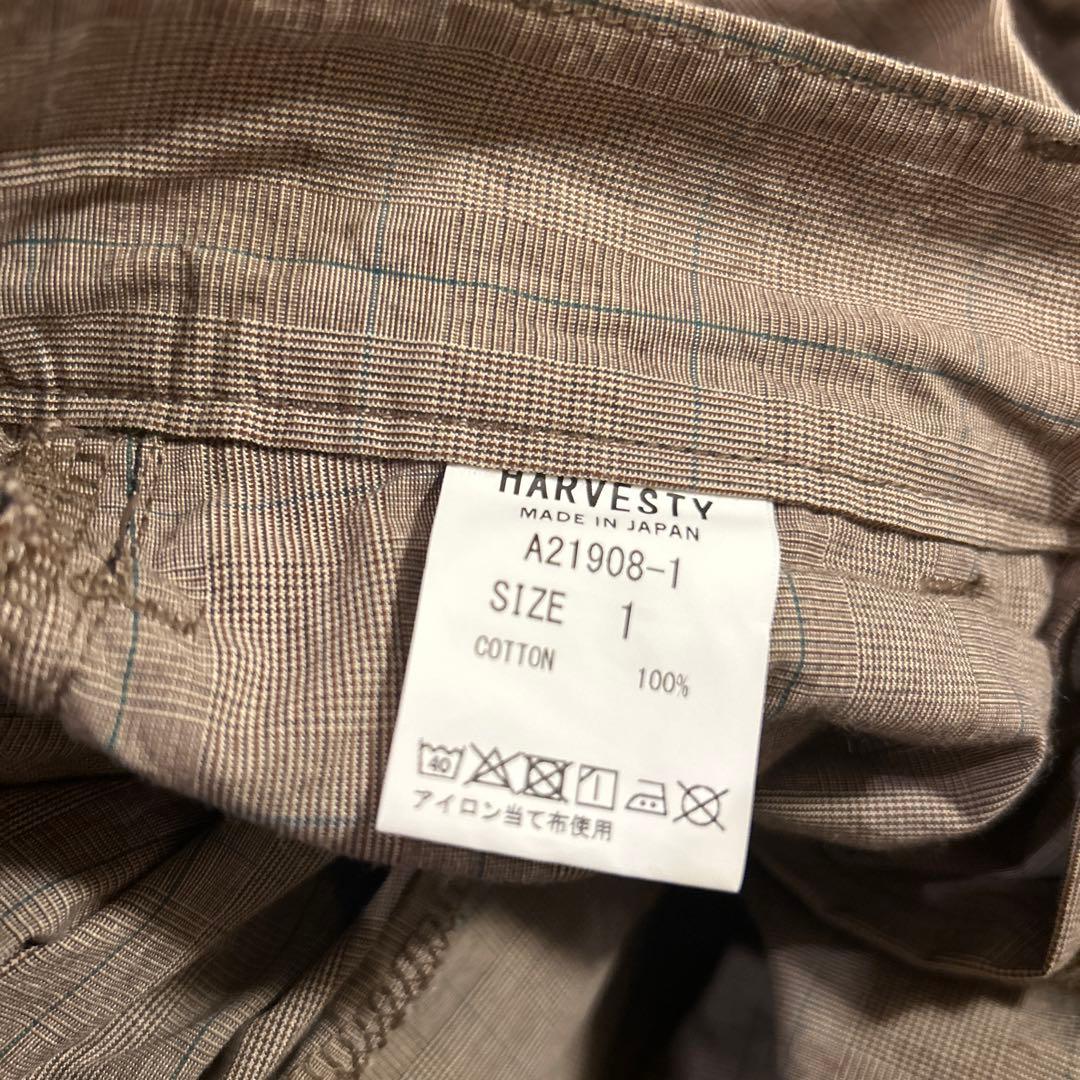 HARVESTY
MADE IN JAPAN
A21908-1
SIZE 1
COTTON 100%
40
アイロン当て布使用